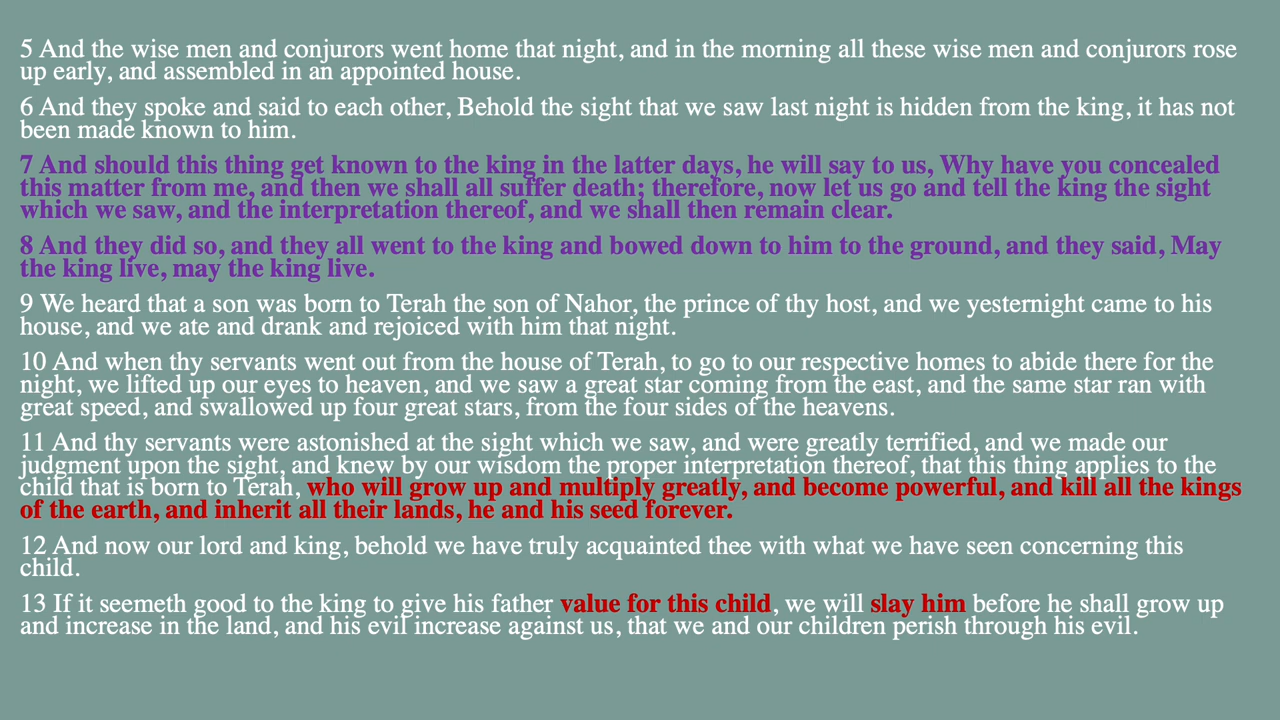 5 And the wise men and conjurors went home that night, and in the morning all these wise men and conjurors rose
up early, and assembled in an appointed house.
6 And they spoke and said to each other, Behold the sight that we saw last night is hidden from the king, it has not
been made known to him.
7 And should this thing get known to the king in the latter days, he will say to us, Why have you concealed
this matter from me, and then we shall all suffer death; therefore, now let us go and tell the king the sight
which we saw, and the interpretation thereof, and we shall then remain clear.
8 And they did so, and they all went to the king and bowed down to him to the ground, and they said, May
the king live, may the king live.
9 We heard that a son was born to Terah the son of Nahor, the prince of thy host, and we yesternight came to his
house, and we ate and drank and rejoiced with him that night.
10 And when thy servants went out from the house of Terah, to go to our respective homes to abide there for the
night, we lifted up our eyes to heaven, and we saw a great star coming from the east, and the same star ran with
great speed, and swallowed up four great stars, from the four sides of the heavens.
11 And thy servants were astonished at the sight which we saw, and were greatly terrified, and we made our
judgment upon the sight, and knew by our wisdom the proper interpretation thereof, that this thing applies to the
child that is born to Terah, who will grow up and multiply greatly, and become powerful, and kill all the kings
of the earth, and inherit all their lands, he and his seed forever.
12 And now our lord and king, behold we have truly acquainted thee with what we have seen concerning this
child.
13 If it seemeth good to the king to give his father value for this child, we will slay him before he shall grow up
and increase in the land, and his evil increase against us, that we and our children perish through his evil.